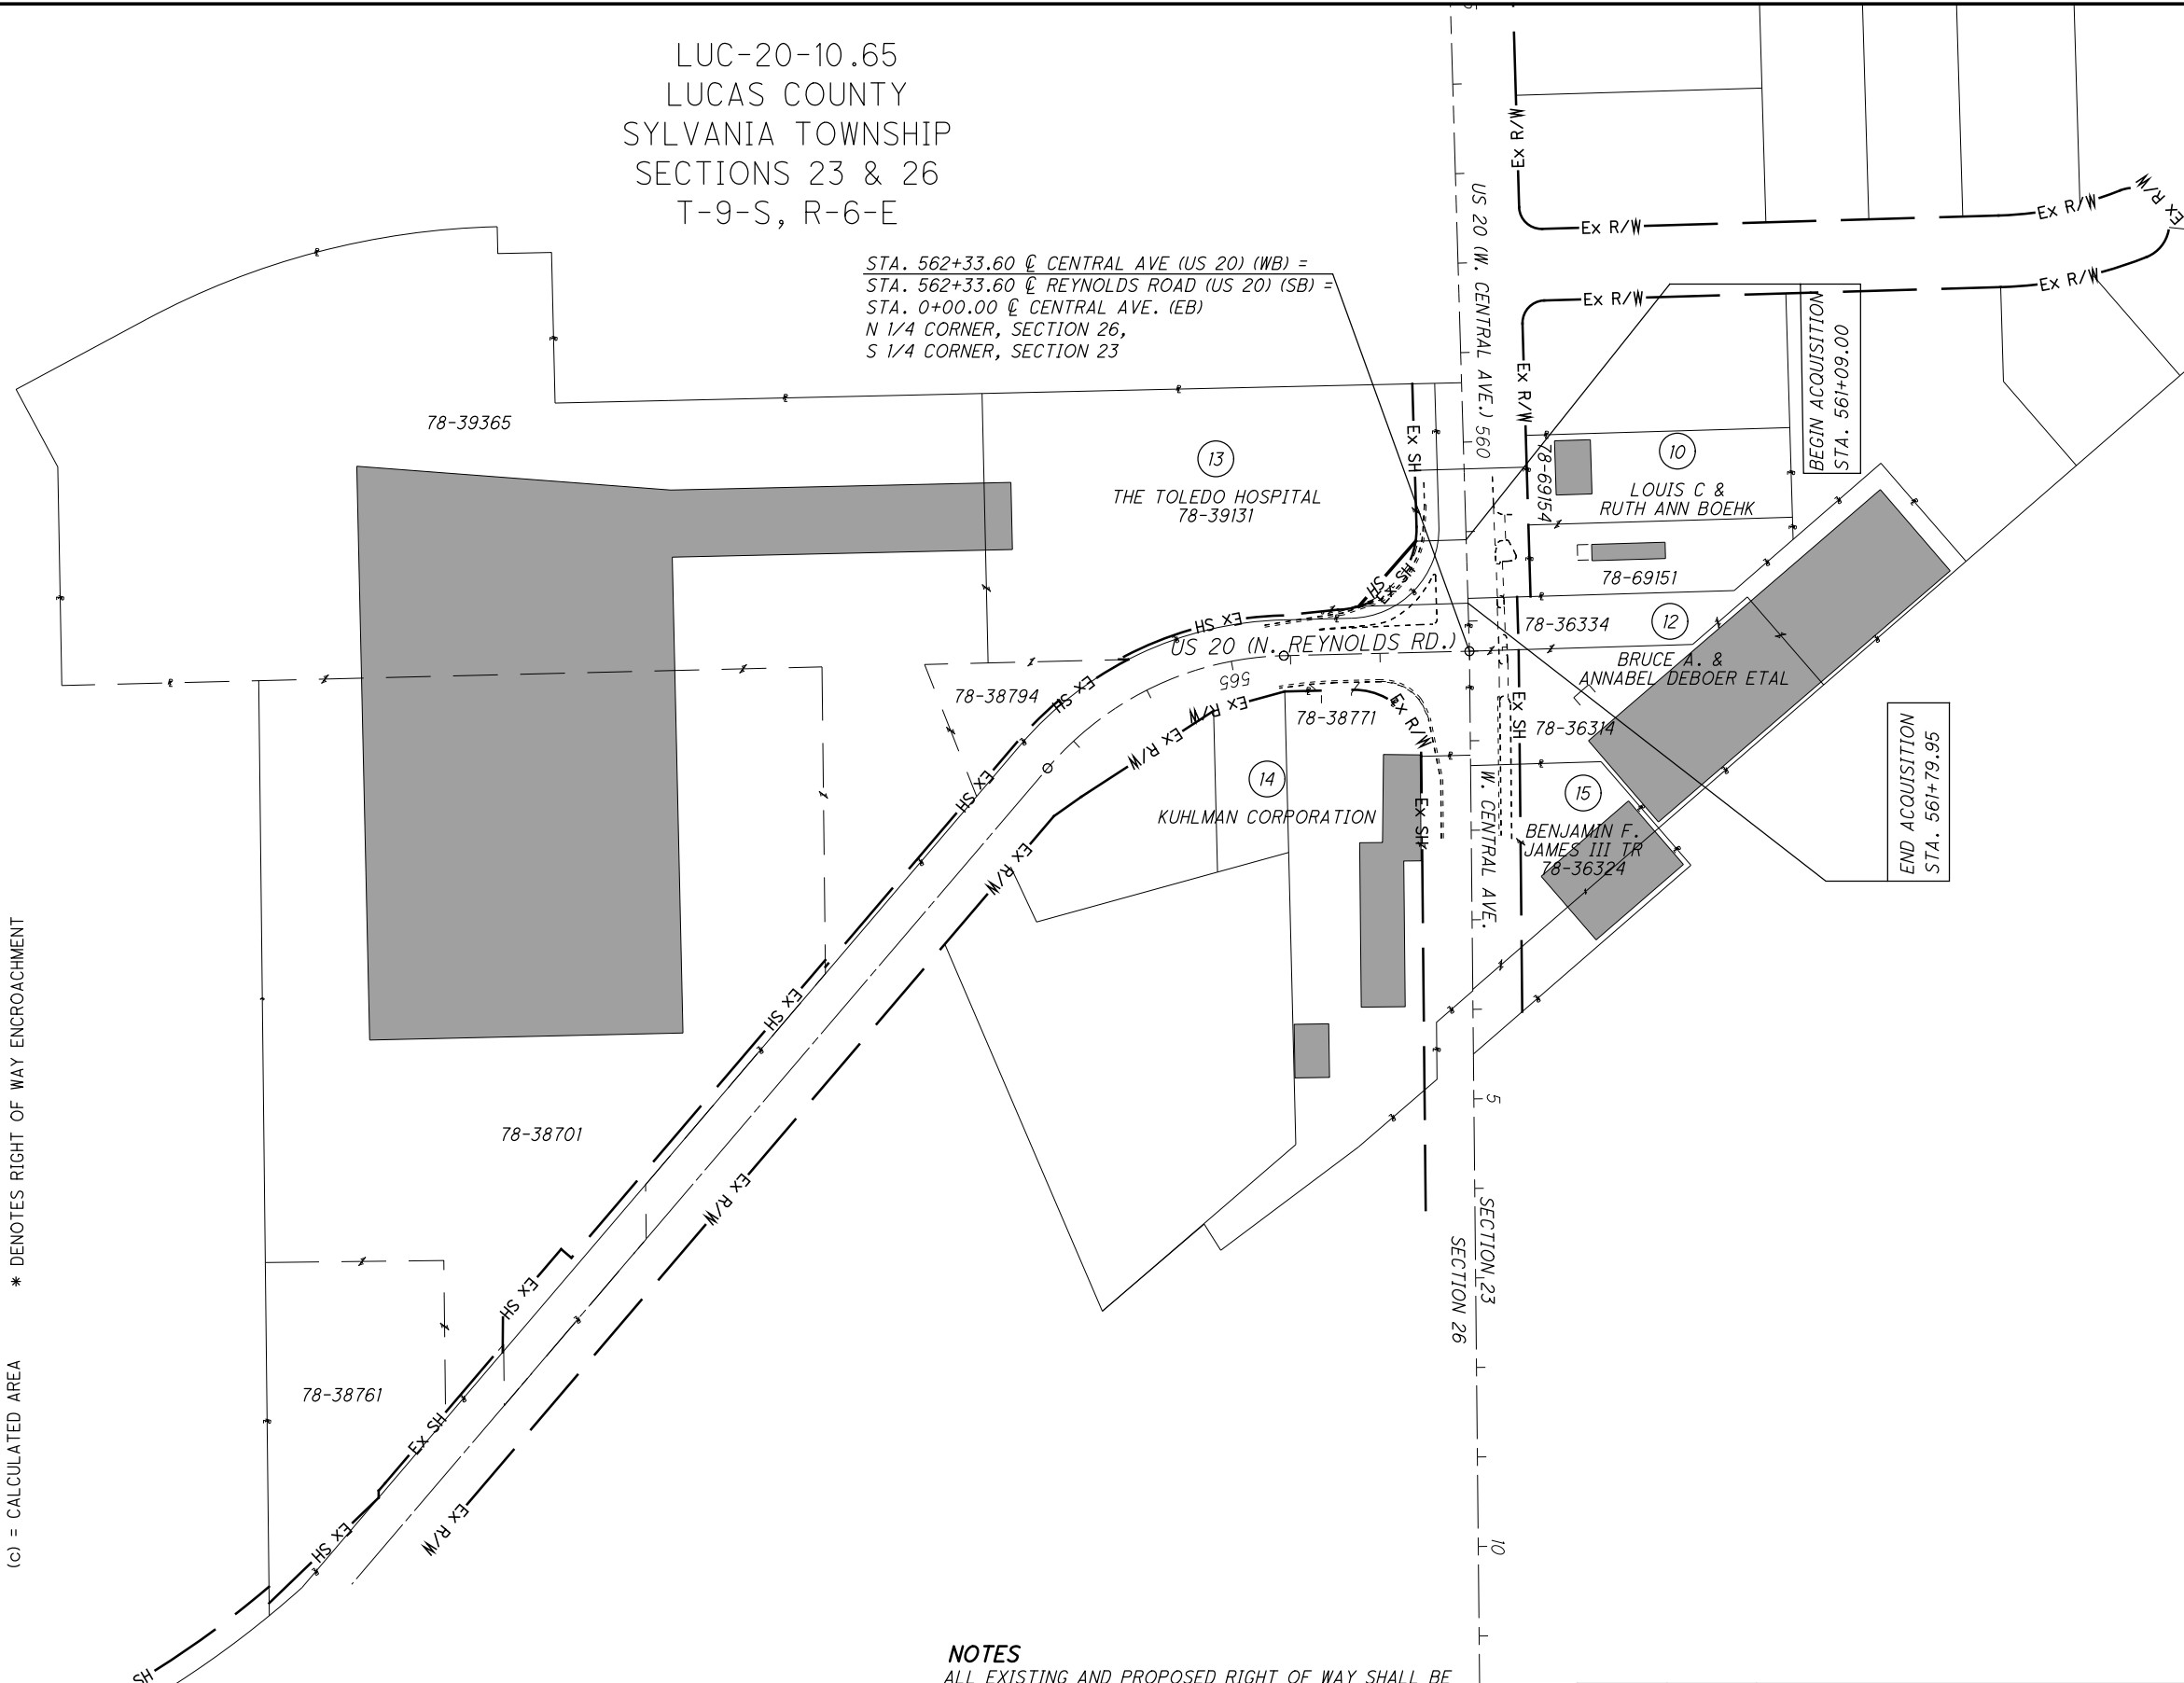 LUC-20-10.65
LUCAS COUNTY
SYLVANIA TOWNSHIP
SECTIONS 23 & 26
T-9-S, R-6-E
STA. 562+33.60 ℄ CENTRAL AVE (US 20) (WB) =
STA. 562+33.60 ℄ REYNOLDS ROAD (US 20) (SB) =
STA. 0+00.00 ℄ CENTRAL AVE. (EB)
N 1/4 CORNER, SECTION 26,
S 1/4 CORNER, SECTION 23
US 20 (W. CENTRAL AVE.)
560
Ex R/W
Ex R/W
Ex R/W
Ex R/W
Ex R/W
Ex R/W
Ex R/W
BEGIN ACQUISITION
STA. 561+09.00
78-39365
13
THE TOLEDO HOSPITAL
78-39131
Ex SH
78-69154
10
LOUIS C &
RUTH ANN BOEHK
78-69151
Ex SH
SH
Ex SH
US 20 (N. REYNOLDS RD.)
565
78-36334
12
BRUCE A. &
ANNABEL DEBOER ETAL
78-36314
Ex SH
78-38794
Ex SH
Ex R/W
78-38771
Ex R/W
Ex R/W
Ex SH
14
KUHLMAN CORPORATION
Ex SH
W. CENTRAL AVE.
15
BENJAMIN F.
JAMES III TR
78-36324
END ACQUISITION
STA. 561+79.95
Ex R/W
Ex SH
78-38701
Ex R/W
5
SECTION 23
SECTION 26
Ex SH
78-38761
Ex SH
Ex R/W
Ex SH
10
SH
* DENOTES RIGHT OF WAY ENCROACHMENT
(c) = CALCULATED AREA
NOTES
ALL EXISTING AND PROPOSED RIGHT OF WAY SHALL BE